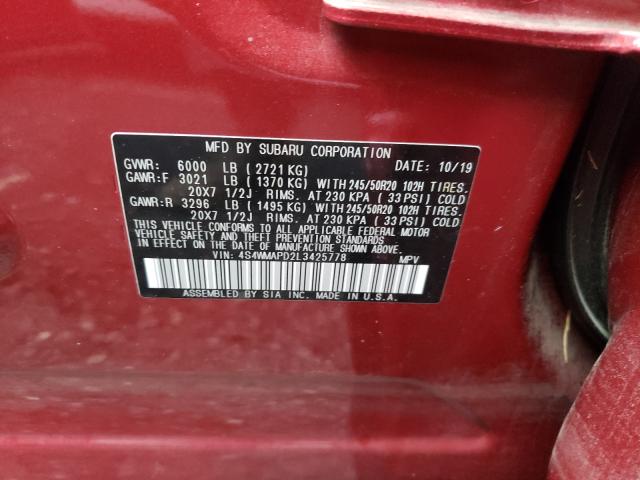 MFD BY SUBARU CORPORATION DATE: 10/19
GVWR: 6000 LB (2721 KG)
GAWR:F 3021 LB (1370 KG) WITH 245/50R20 102H TIRES.
20X7 1/2J RIMS. AT 230 KPA (33 PSI) COLD
GAWR:R 3296 LB (1495 KG) WITH 245/50R20 102H TIRES.
20X7 1/2J RIMS. AT 230 KPA (33 PSI) COLD
THIS VEHICLE CONFORMS TO ALL APPLICABLE FEDERAL MOTOR
VEHICLE SAFETY AND THEFT PREVENTION STANDARDS
IN EFFECT ON THE DATE OF MANUFACTURE SHOWN ABOVE.
VIN: 4S4WMAPD2L3425778 MPV
ASSEMBLED BY SIA INC. MADE IN U.S.A.